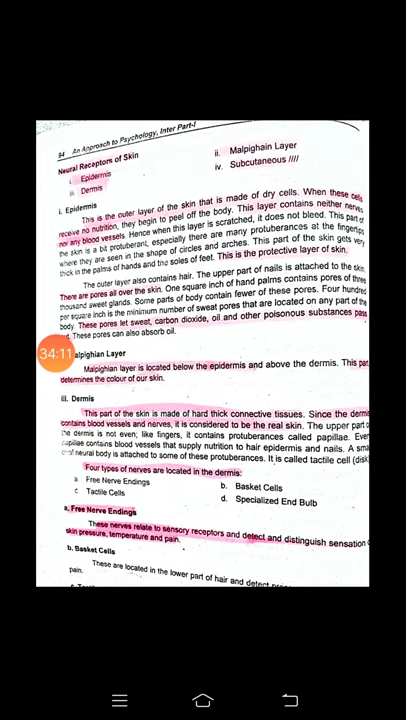 94 An Approach to Psychology, Inter Part-I
Neural Receptors of Skin
i. Epidermis
ii. Malpighain Layer
iii. Dermis
iv. Subcutaneous ////
i. Epidermis
This is the outer layer of the skin that is made of dry cells. When these cells
receive no nutrition, they begin to peel off the body. This layer contains neither nerves
nor any blood vessels. Hence when this layer is scratched, it does not bleed. This part of
the skin is a bit protuberant, especially there are many protuberances at the fingertips
where they are seen in the shape of circles and arches. This part of the skin gets very
thick in the palms of hands and the soles of feet. This is the protective layer of skin.
The outer layer also contains hair. The upper part of nails is attached to the skin.
There are pores all over the skin. One square inch of hand palms contains pores of three
thousand sweet glands. Some parts of body contain fewer of these pores. Four hundred
per square inch is the minimum number of sweat pores that are located on any part of the
body. These pores let sweat, carbon dioxide, oil and other poisonous substances pass
These pores can also absorb oil.
34:11
alpighian Layer
Malpighian layer is located below the epidermis and above the dermis. This part
determines the colour of our skin.
iii. Dermis
This part of the skin is made of hard thick connective tissues. Since the dermis
contains blood vessels and nerves, it is considered to be the real skin. The upper part of
the dermis is not even; like fingers, it contains protuberances called papillae. Ever
papillae contains blood vessels that supply nutrition to hair epidermis and nails. A sma
of neural body is attached to some of these protuberances. It is called tactile cell (disk)
Four types of nerves are located in the dermis:
a Free Nerve Endings
b. Basket Cells
c. Tactile Cells
d. Specialized End Bulb
a. Free Nerve Endings
These nerves relate to sensory receptors and detect and distinguish sensation o
skin pressure, temperature and pain.
b. Basket Cells
These are located in the lower part of hair and detect
pain.